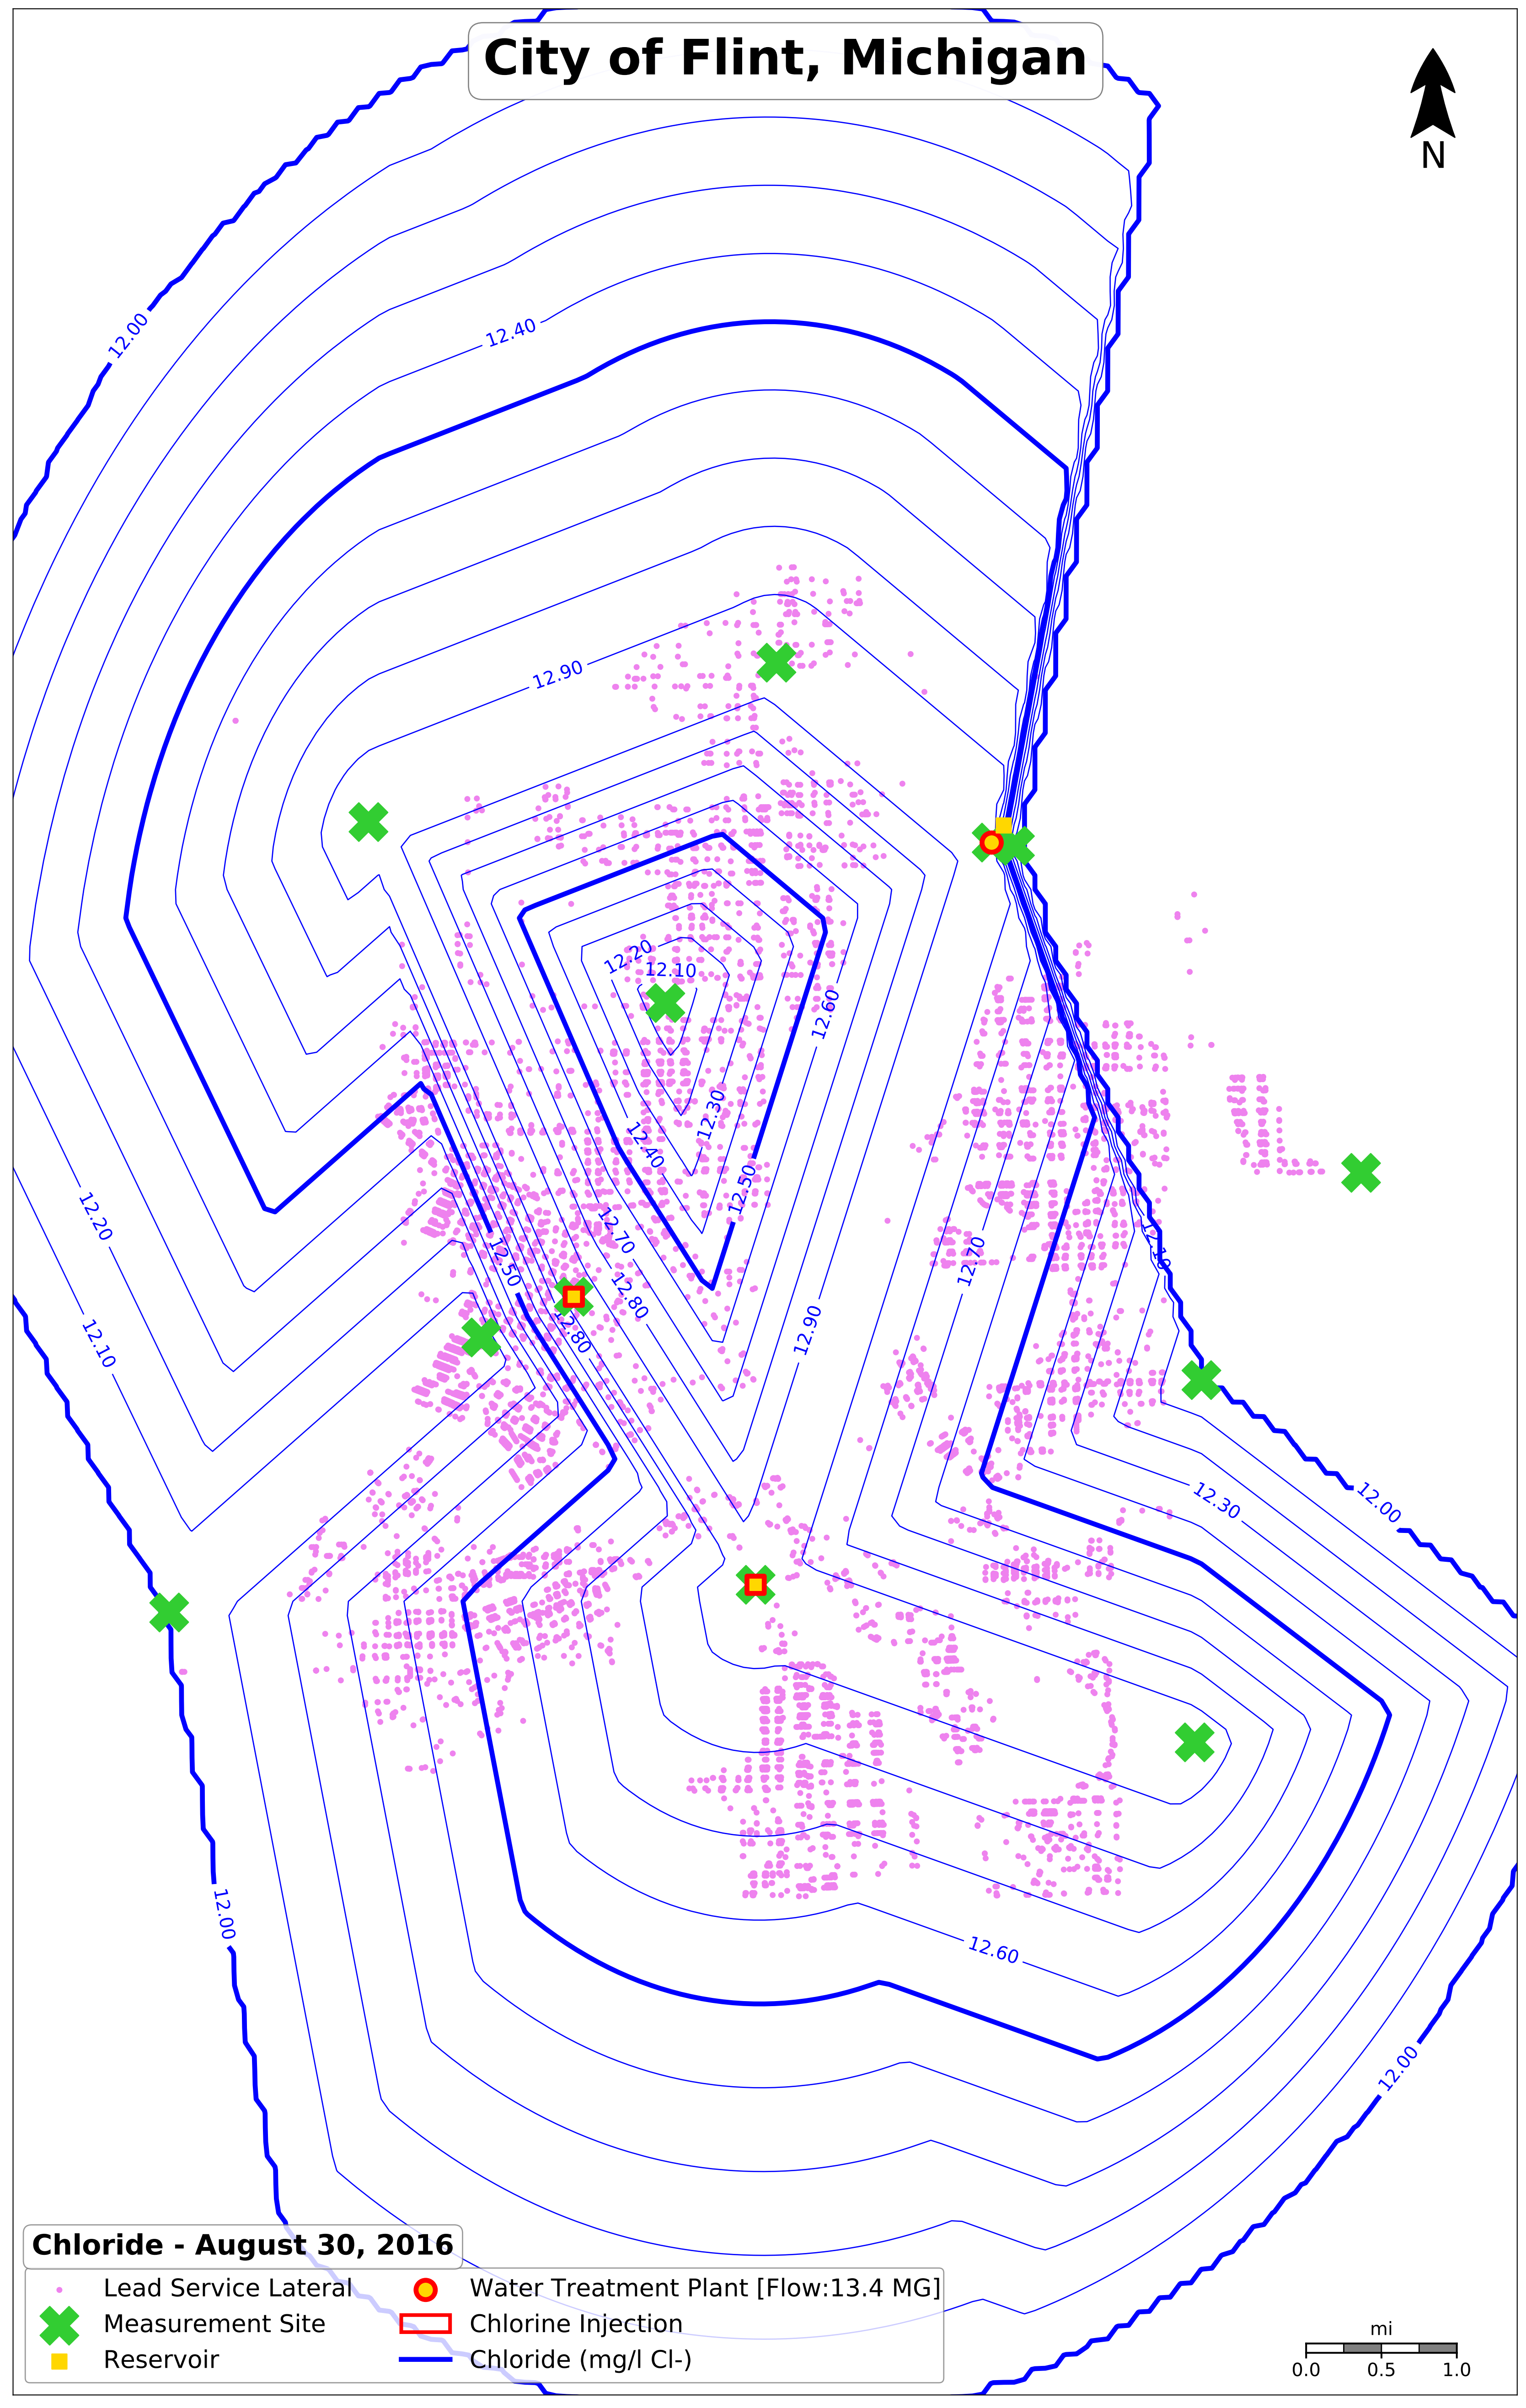 City of Flint, Michigan
N
12.00
12.40
12.90
12.20
12.10
12.60
12.30
12.40
12.50
12.20
12.70
12.10
12.70
12.50
12.80
12.80
12.90
12.10
12.30
12.00
12.00
12.60
12.00
Chloride - August 30, 2016
Lead Service Lateral
Measurement Site
Reservoir
Water Treatment Plant [Flow:13.4 MG]
Chlorine Injection
Chloride (mg/l Cl-)
mi
0.0 0.5 1.0